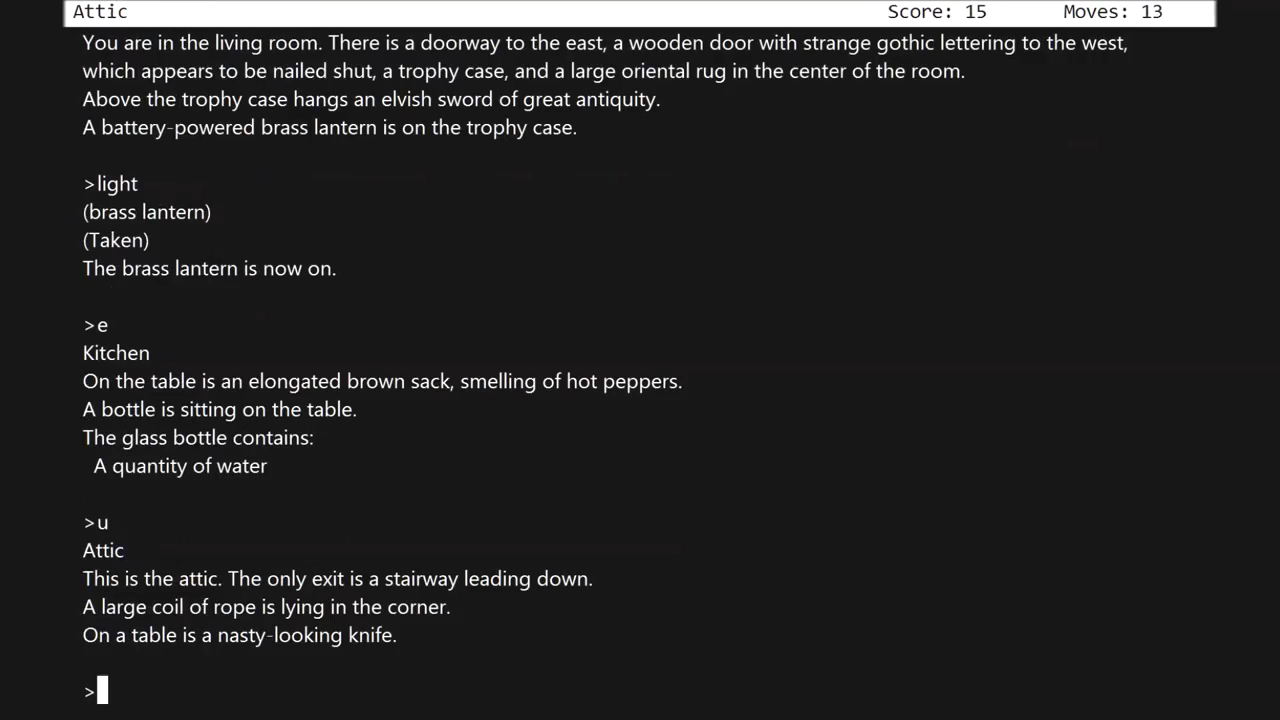 Attic Score: 15 Moves: 13
You are in the living room. There is a doorway to the east, a wooden door with strange gothic lettering to the west,
which appears to be nailed shut, a trophy case, and a large oriental rug in the center of the room.
Above the trophy case hangs an elvish sword of great antiquity.
A battery-powered brass lantern is on the trophy case.
>light
(brass lantern)
(Taken)
The brass lantern is now on.
>e
Kitchen
On the table is an elongated brown sack, smelling of hot peppers.
A bottle is sitting on the table.
The glass bottle contains:
A quantity of water
>u
Attic
This is the attic. The only exit is a stairway leading down.
A large coil of rope is lying in the corner.
On a table is a nasty-looking knife.
>